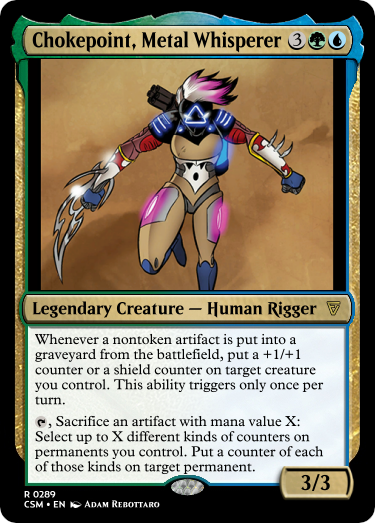 Chokepoint, Metal Whisperer 3
Legendary Creature — Human Rigger
Whenever a nontoken artifact is put into a
graveyard from the battlefield, put a +1/+1
counter or a shield counter on target creature
you control. This ability triggers only once per
turn.
, Sacrifice an artifact with mana value X:
Select up to X different kinds of counters on
permanents you control. Put a counter of each
of those kinds on target permanent.
3/3
R 0289
CSM • EN Adam Rebottaro